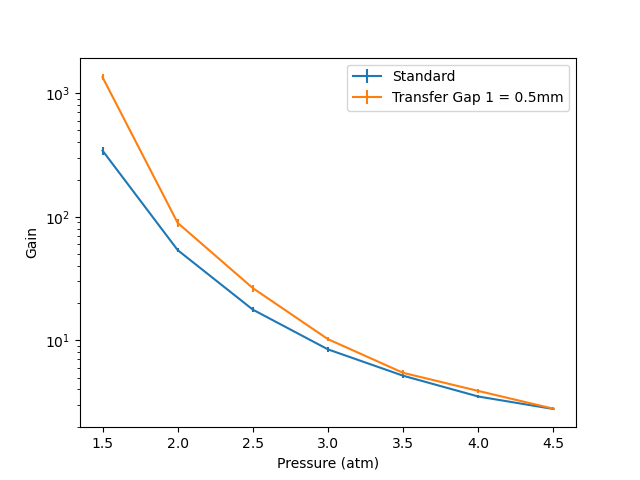 Standard
Transfer Gap 1 = 0.5mm
10³
10²
10¹
Gain
1.5 2.0 2.5 3.0 3.5 4.0 4.5
Pressure (atm)